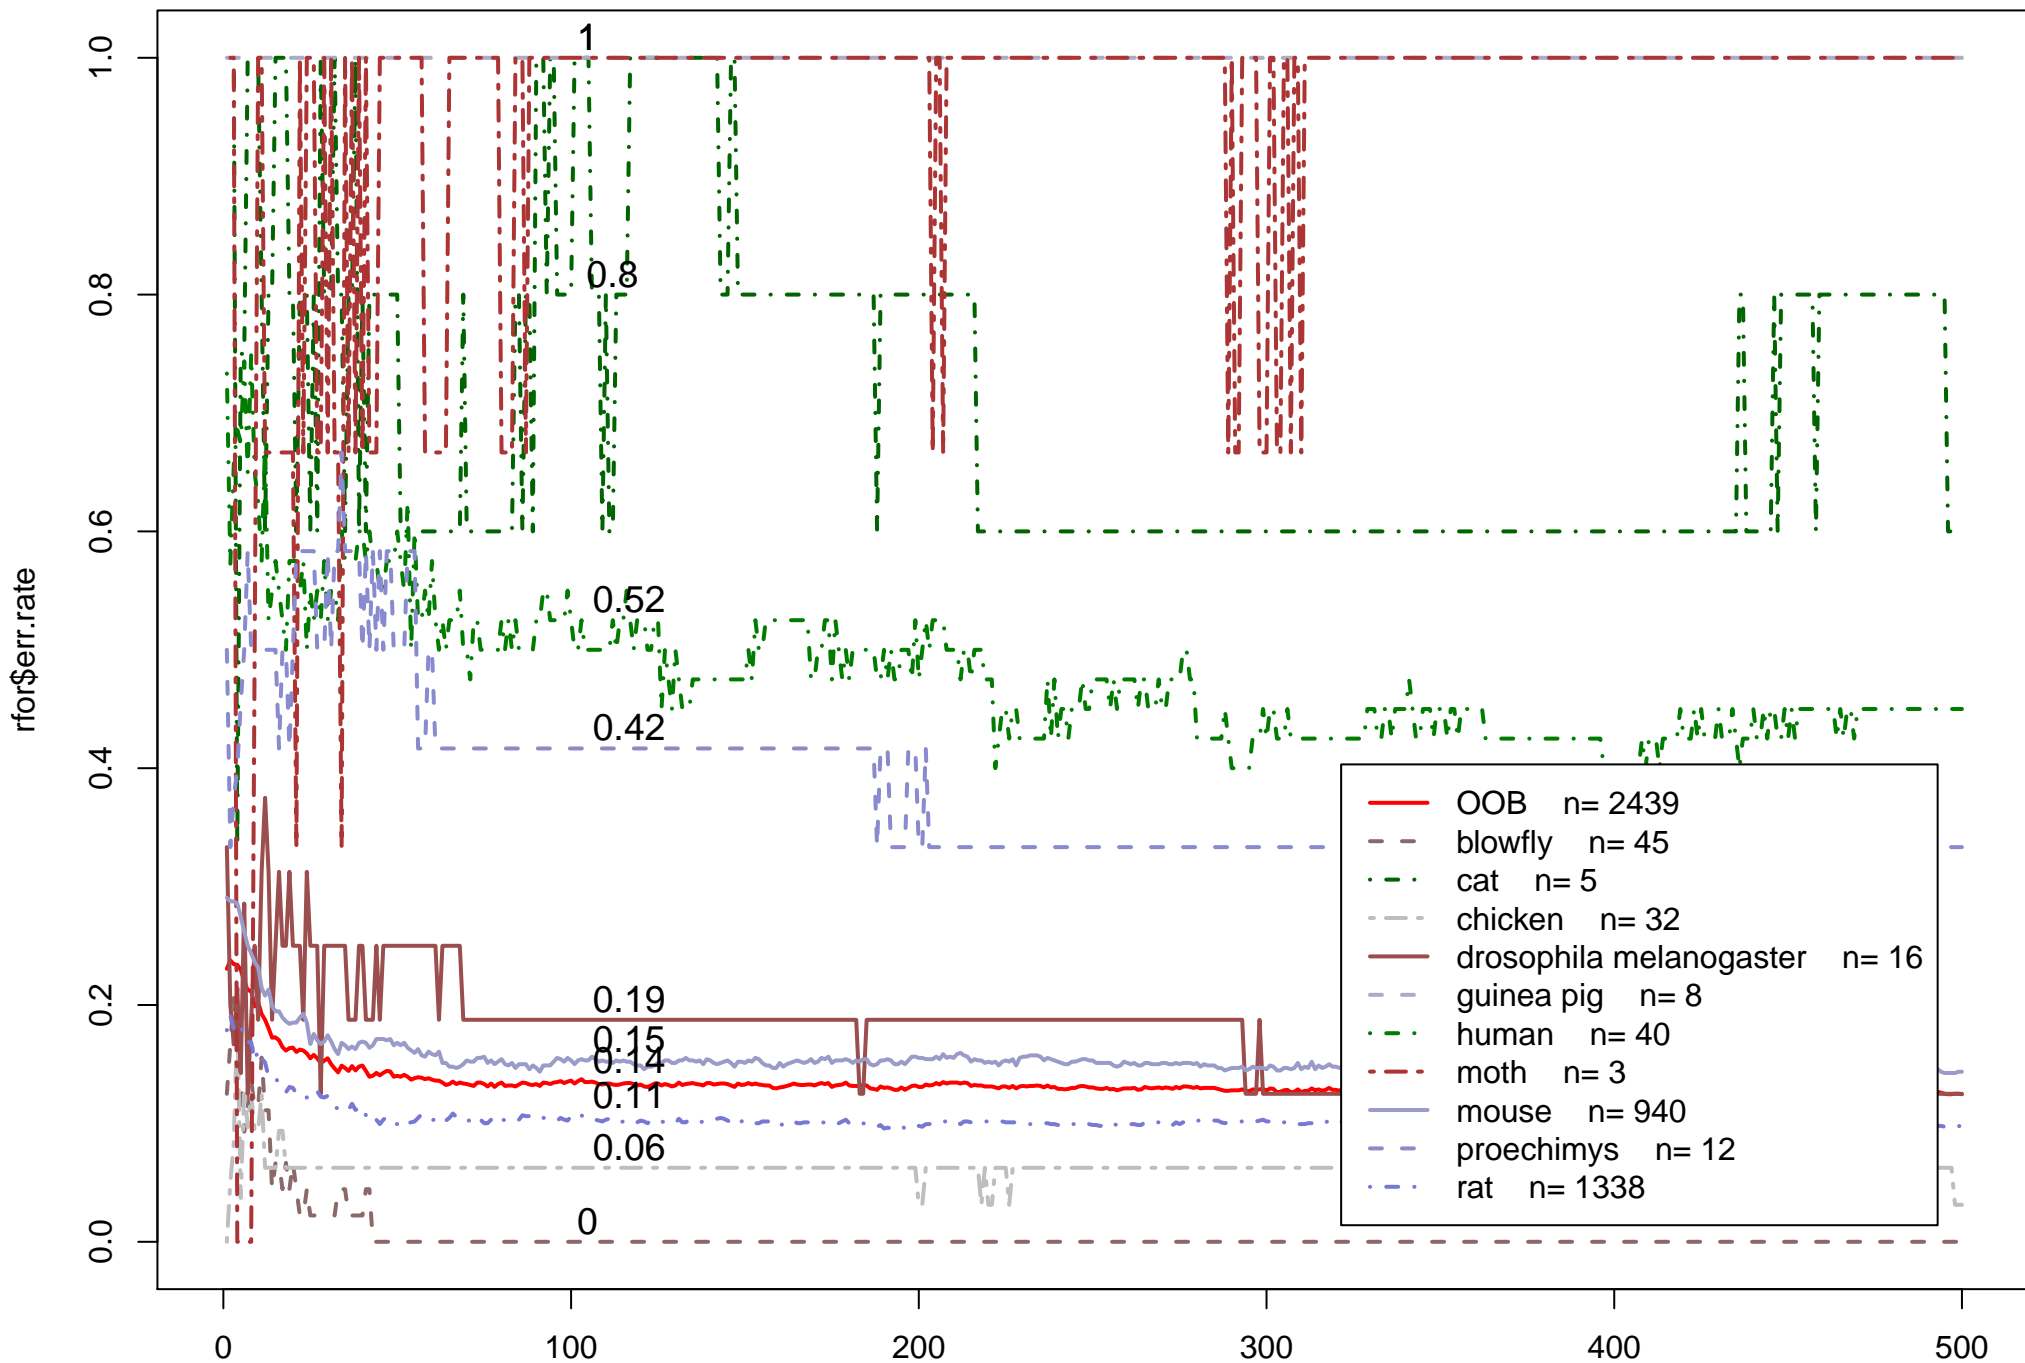 1
1.0
0.8
0.8
0.6
0.52
0.42
0.4
rfor$err.rate
OOB n= 2439
blowfly n= 45
cat n= 5
chicken n= 32
drosophila melanogaster n= 16
guinea pig n= 8
human n= 40
moth n= 3
mouse n= 940
proechimys n= 12
rat n= 1338
0.2
0.19
0.15
0.14
0.11
0.06
0
0.0
0 100 200 300 400 500